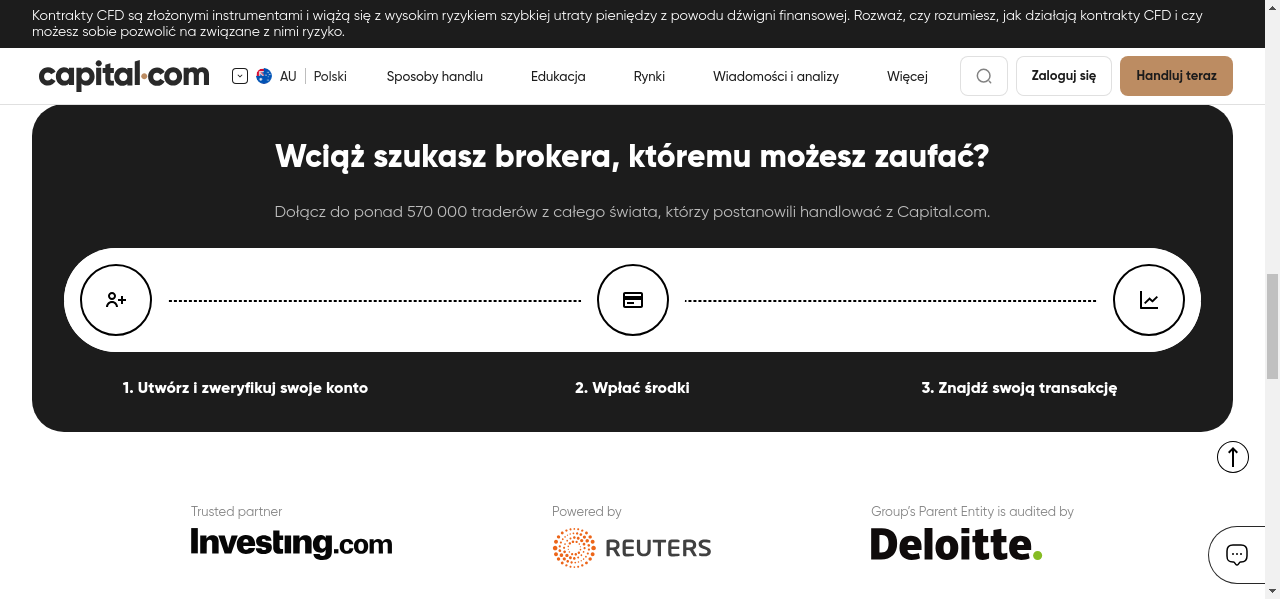 Kontrakty CFD są złożonymi instrumentami i wiążą się z wysokim ryzykiem szybkiej utraty pieniędzy z powodu dźwigni finansowej. Rozważ, czy rozumiesz, jak działają kontrakty CFD i czy
możesz sobie pozwolić na związane z nimi ryzyko.
capital.com AU Polski Sposoby handlu Edukacja Rynki Wiadomości i analizy Więcej Zaloguj się Handluj teraz
Wciąż szukasz brokera, któremu możesz zaufać?
Dołącz do ponad 570 000 traderów z całego świata, którzy postanowili handlować z Capital.com.
1. Utwórz i zweryfikuj swoje konto 2. Wpłać środki 3. Znajdź swoją transakcję
Trusted partner Powered by Group's Parent Entity is audited by
Investing.com REUTERS Deloitte.